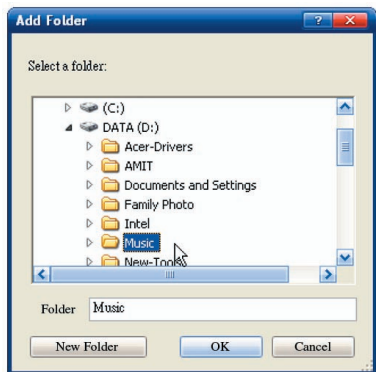 Add Folder
Select a folder:
(C:)
DATA (D:)
Acer-Drivers
AMIT
Documents and Settings
Family Photo
Intel
Music
New-Tools
Folder Music
New Folder OK Cancel